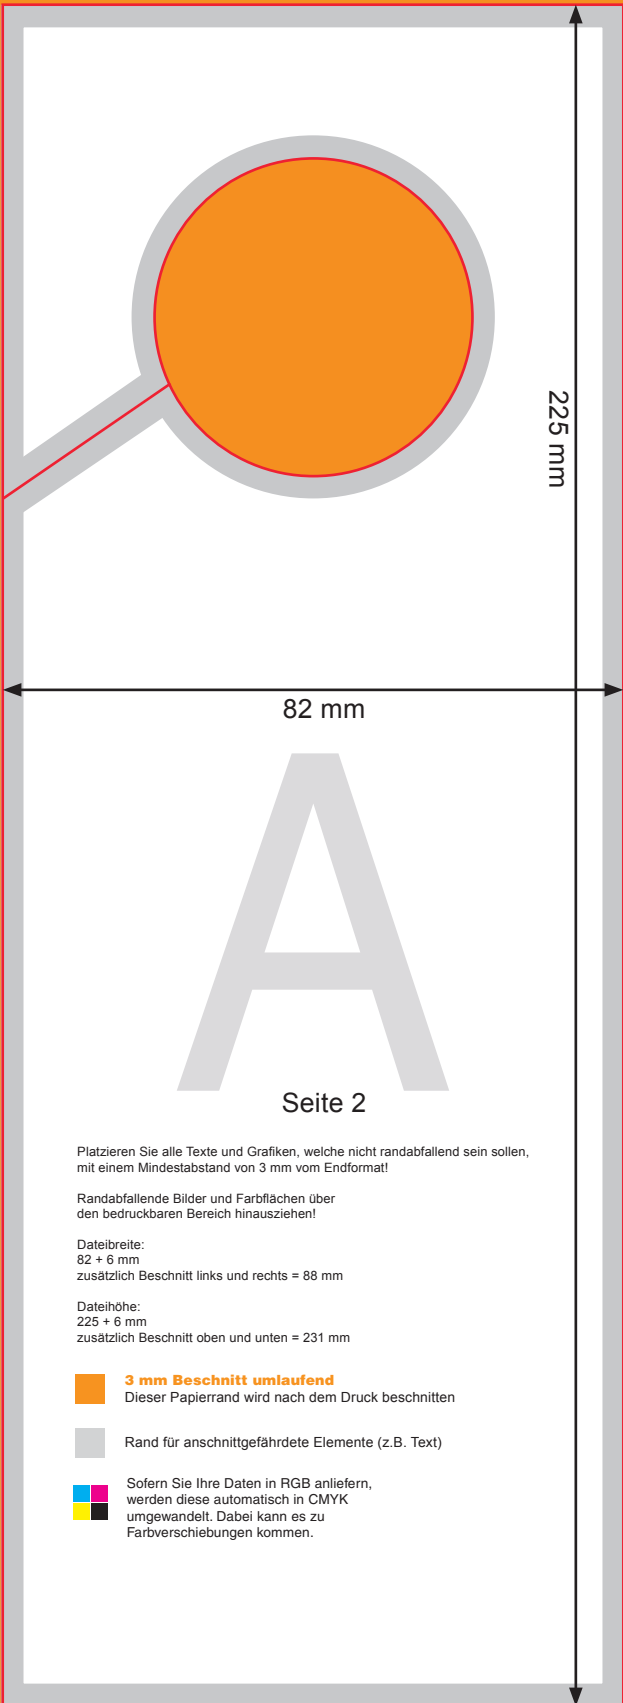 225 mm
82 mm
A
Seite 2
Platzieren Sie alle Texte und Grafiken, welche nicht randabfallend sein sollen,
mit einem Mindestabstand von 3 mm vom Endformat!
Randabfallende Bilder und Farbflächen über
den bedruckbaren Bereich hinausziehen!
Dateibreite:
82 + 6 mm
zusätzlich Beschnitt links und rechts = 88 mm
Dateihöhe:
225 + 6 mm
zusätzlich Beschnitt oben und unten = 231 mm
3 mm Beschnitt umlaufend
Dieser Papierrand wird nach dem Druck beschnitten
Rand für anschnittgefährdete Elemente (z.B. Text)
Sofern Sie Ihre Daten in RGB anliefern,
werden diese automatisch in CMYK
umgewandelt. Dabei kann es zu
Farbverschiebungen kommen.